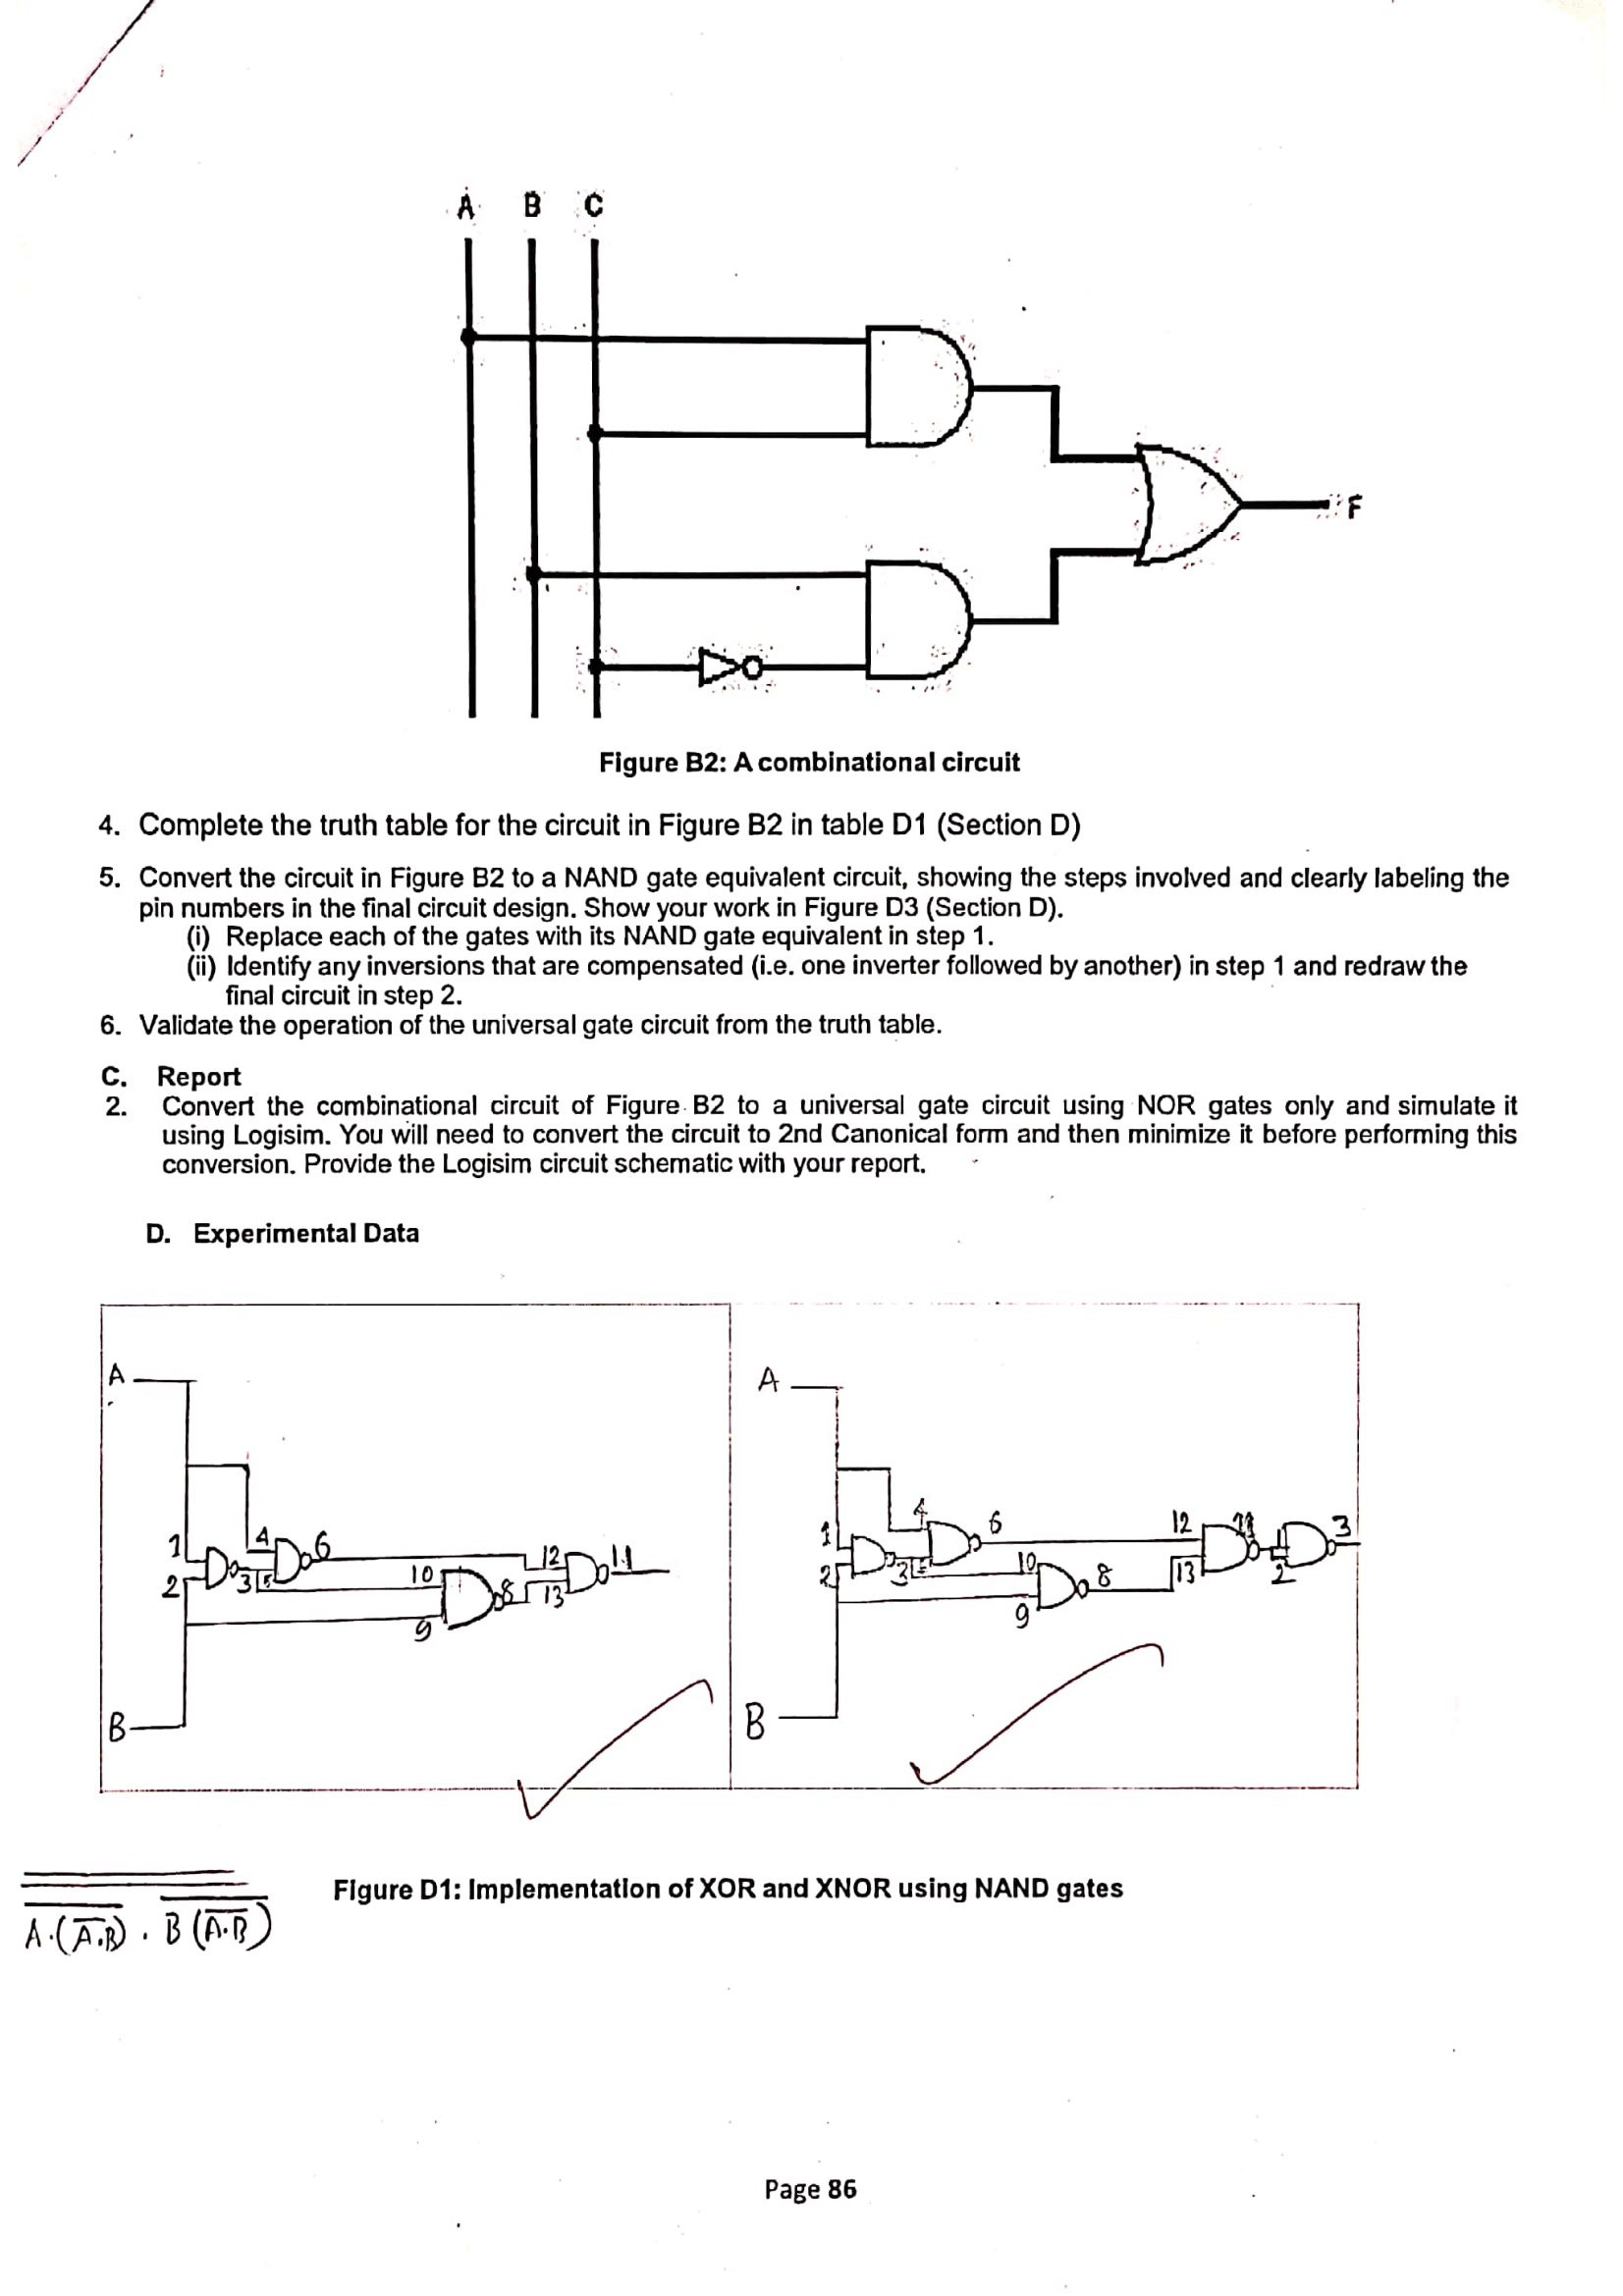 A B C
F
Figure B2: A combinational circuit
4. Complete the truth table for the circuit in Figure B2 in table D1 (Section D)
5. Convert the circuit in Figure B2 to a NAND gate equivalent circuit, showing the steps involved and clearly labeling the
pin numbers in the final circuit design. Show your work in Figure D3 (Section D).
(i) Replace each of the gates with its NAND gate equivalent in step 1.
(ii) Identify any inversions that are compensated (i.e. one inverter followed by another) in step 1 and redraw the
final circuit in step 2.
6. Validate the operation of the universal gate circuit from the truth table.
C. Report
2. Convert the combinational circuit of Figure B2 to a universal gate circuit using NOR gates only and simulate it
using Logisim. You will need to convert the circuit to 2nd Canonical form and then minimize it before performing this
conversion. Provide the Logisim circuit schematic with your report.
D. Experimental Data
A
1 4 6 12 11
2 3 5 10 8 13
9
B
A
4 6 12 11 3
1 10 1
2 3 5 8 13 2
9
B
Figure D1: Implementation of XOR and XNOR using NAND gates
A.(A.B) . B(A.B)
Page 86